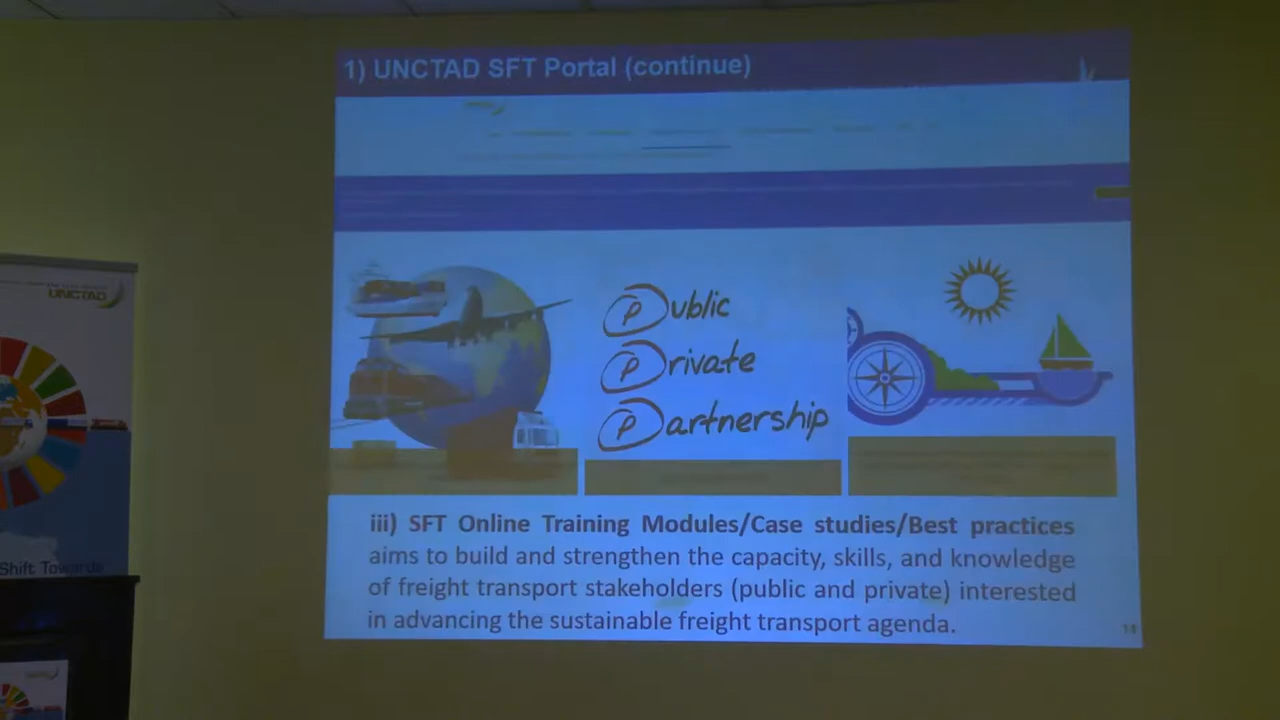 1) UNCTAD SFT Portal (continue)
UNCTAD
Public
Private
Partnership
iii) SFT Online Training Modules/Case studies/Best practices
aims to build and strengthen the capacity, skills, and knowledge
of freight transport stakeholders (public and private) interested
in advancing the sustainable freight transport agenda.
Shift Towards